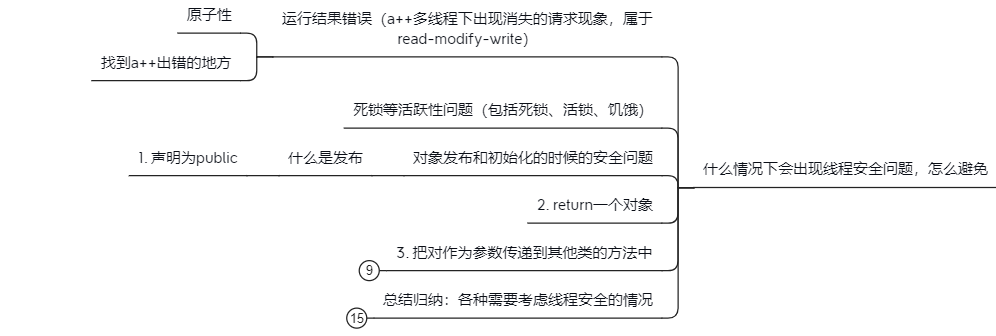 什么情况下会出现线程安全问题，怎么避免
运行结果错误（a++多线程下出现消失的请求现象，属于
read-modify-write）
原子性
找到a++出错的地方
死锁等活跃性问题（包括死锁、活锁、饥饿）
对象发布和初始化的时候的安全问题
什么是发布
1. 声明为public
2. return一个对象
3. 把对作为参数传递到其他类的方法中
9
总结归纳：各种需要考虑线程安全的情况
15